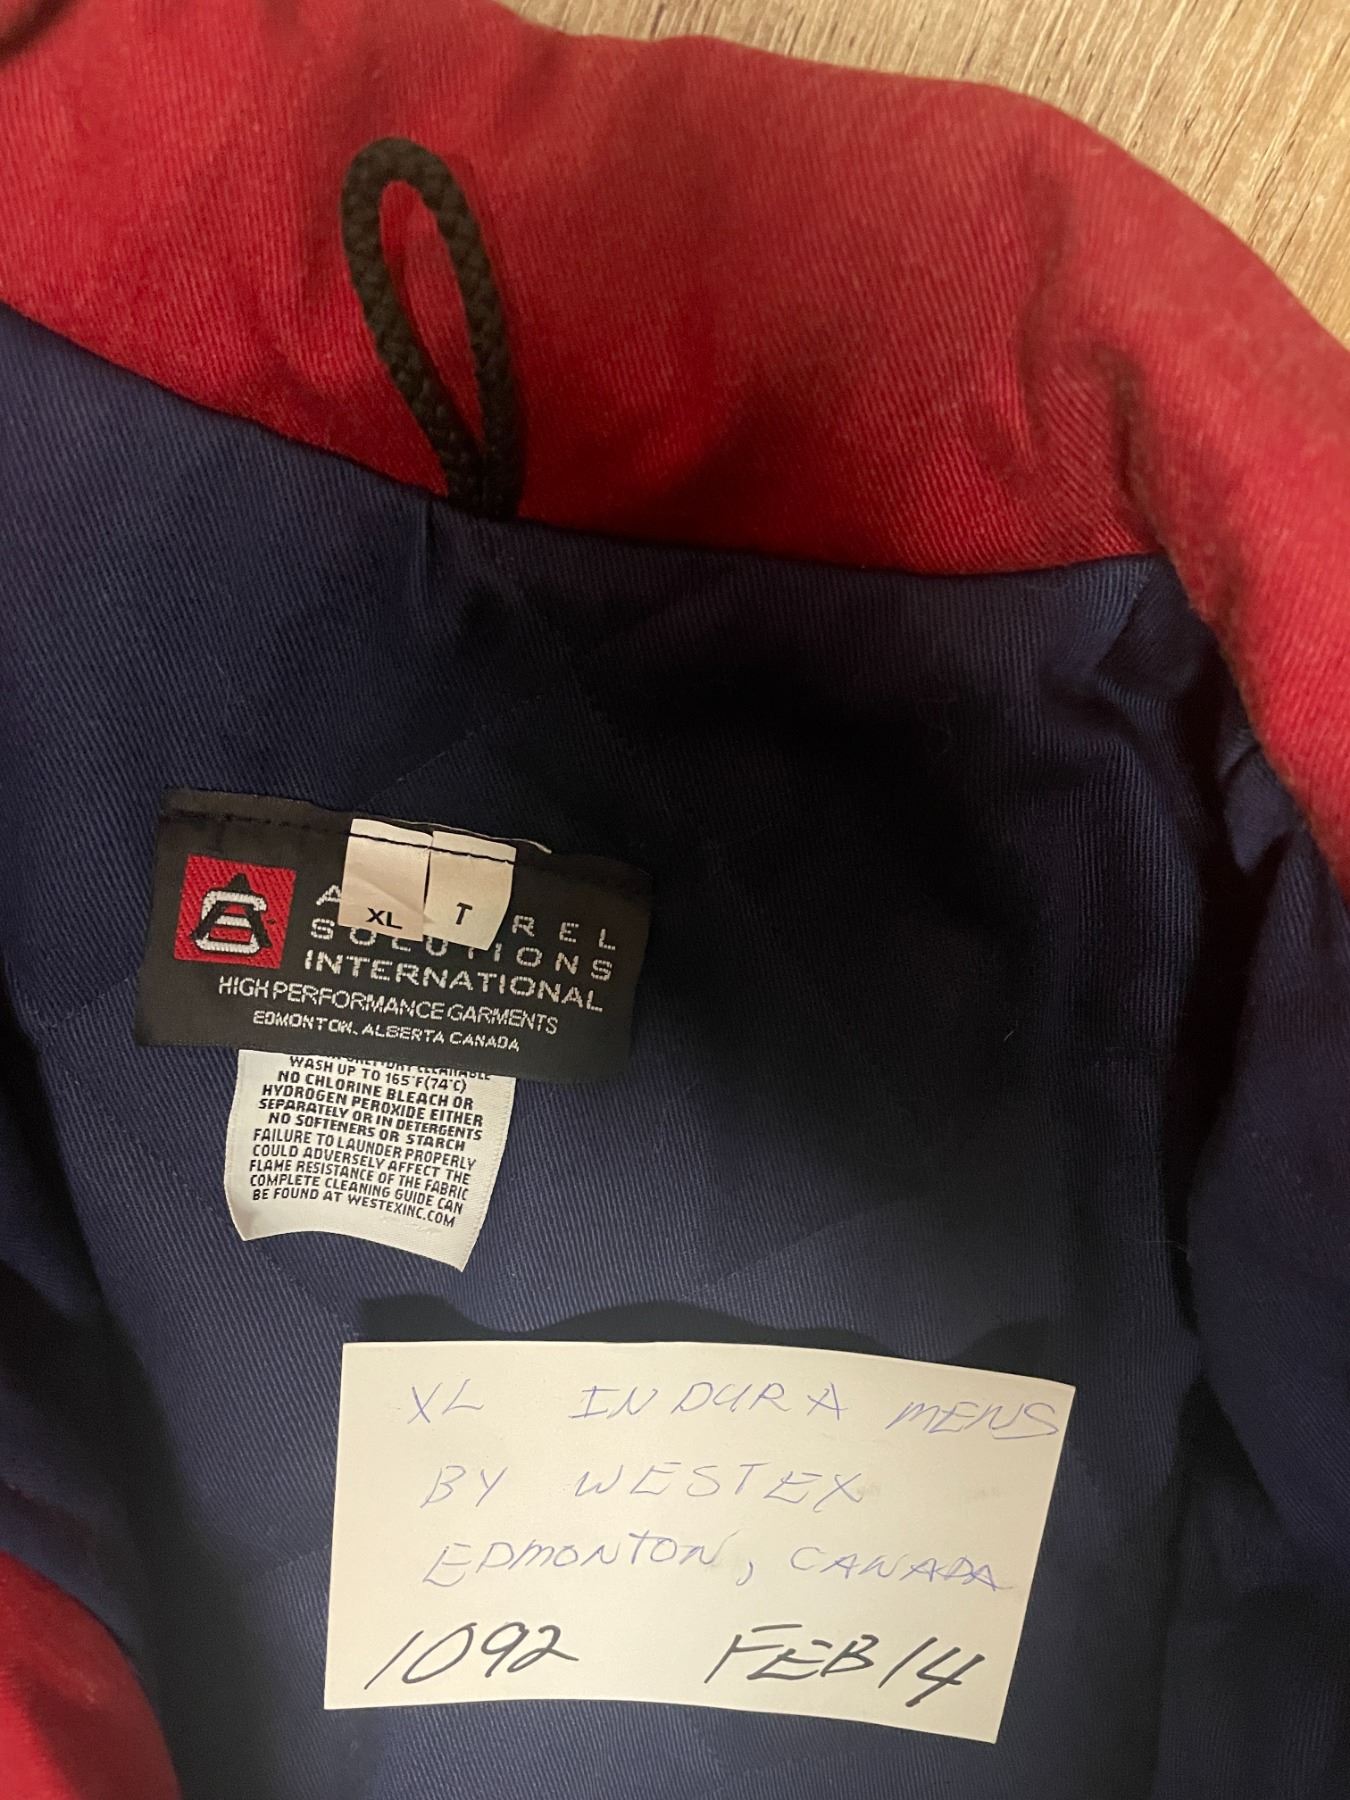 XL T
REL
SOLUTIONS
INTERNATIONAL
HIGH PERFORMANCE GARMENTS
EDMONTON, ALBERTA CANADA
WASH UP TO 165°F(74°C)
NO CHLORINE BLEACH OR
HYDROGEN PEROXIDE EITHER
SEPARATELY OR IN DETERGENTS
NO SOFTENERS OR STARCH
FAILURE TO LAUNDER PROPERLY
COULD ADVERSELY AFFECT THE
FLAME RESISTANCE OF THE FABRIC
COMPLETE CLEANING GUIDE CAN
BE FOUND AT WESTEXINC.COM
XL INDURA MENS
BY WESTEX
EDMONTON, CANADA
1092 FEB 14